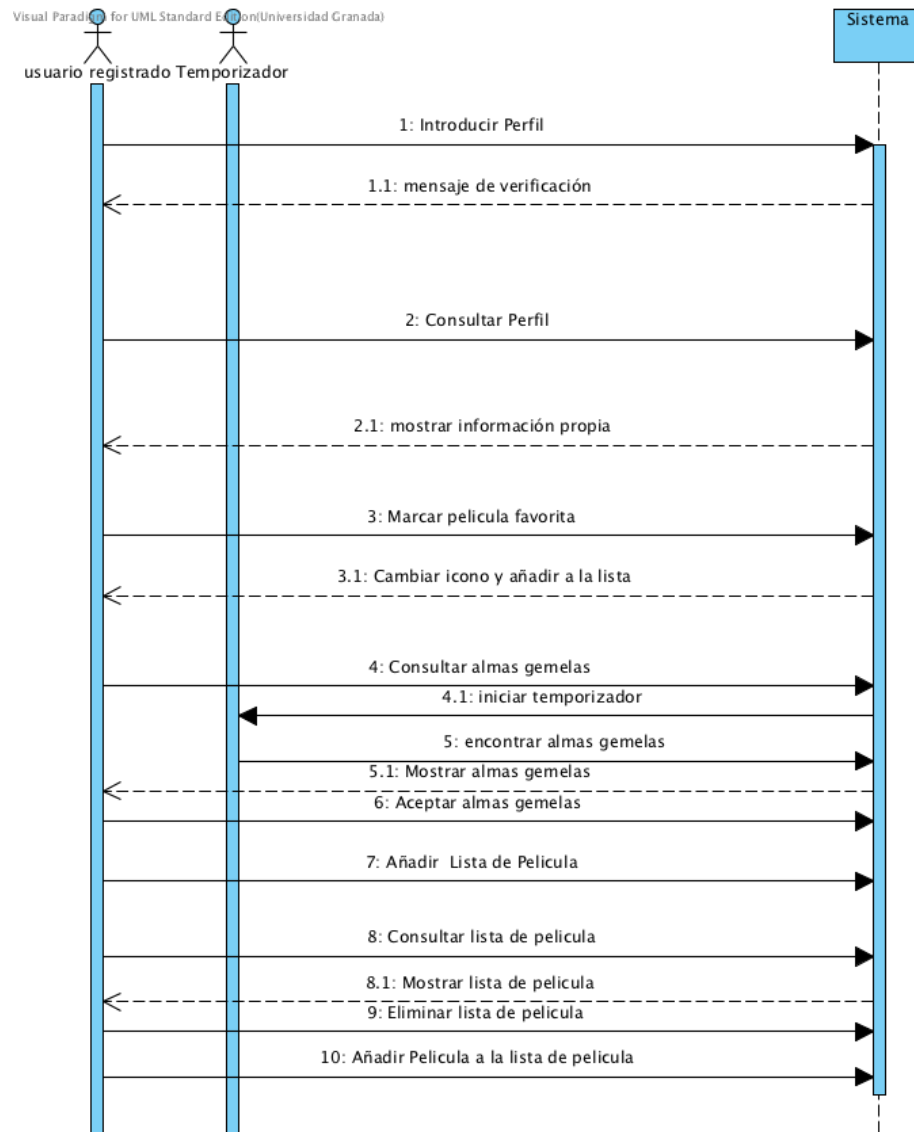 Visual Paradigm for UML Standard Edition(Universidad Granada)
Sistema
usuario registrado
Temporizador
1: Introducir Perfil
1.1: mensaje de verificación
2: Consultar Perfil
2.1: mostrar información propia
3: Marcar pelicula favorita
3.1: Cambiar icono y añadir a la lista
4: Consultar almas gemelas
4.1: iniciar temporizador
5: encontrar almas gemelas
5.1: Mostrar almas gemelas
6: Aceptar almas gemelas
7: Añadir  Lista de Pelicula
8: Consultar lista de pelicula
8.1: Mostrar lista de pelicula
9: Eliminar lista de pelicula
10: Añadir Pelicula a la lista de pelicula